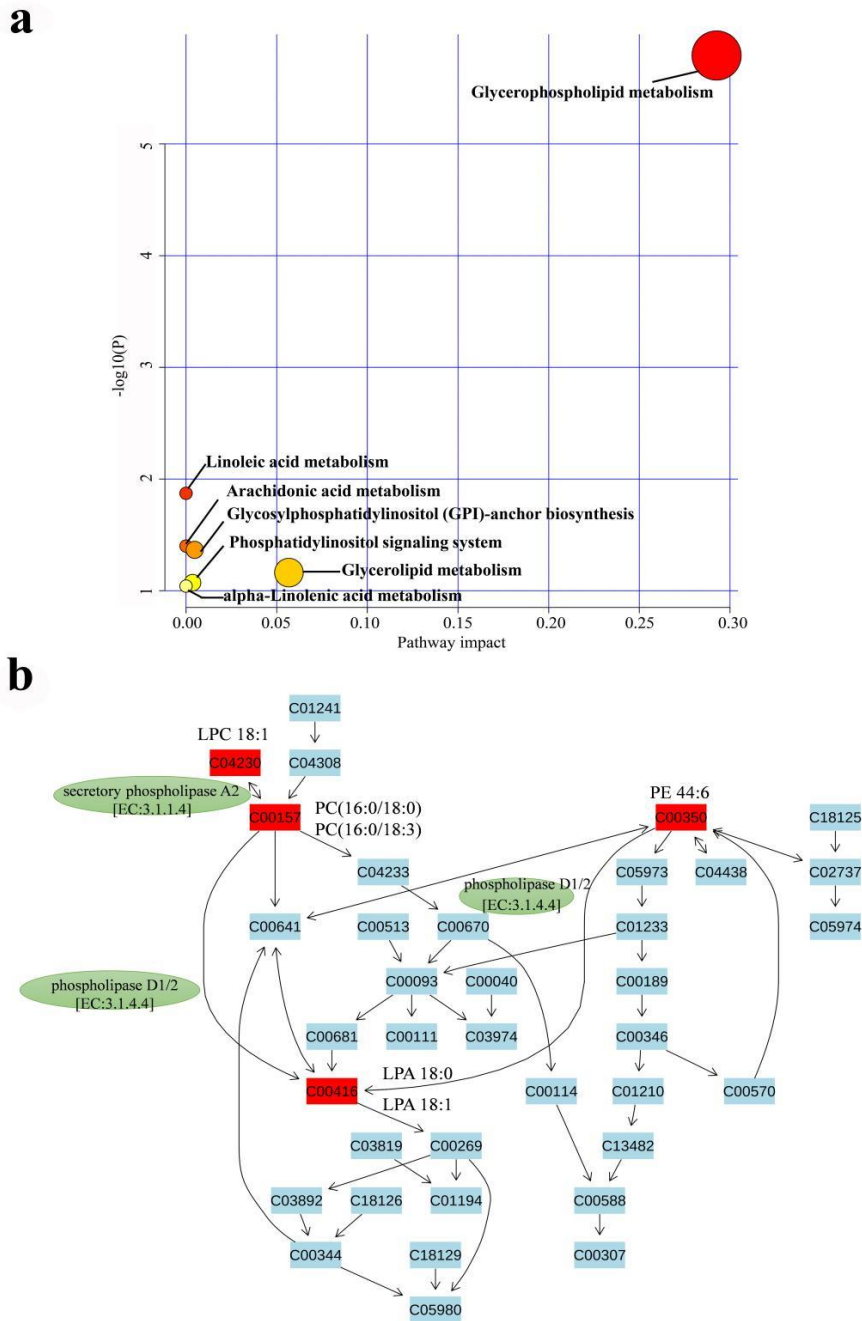 a
Glycerophospholipid metabolism
5
4
3
2
1
-log10(P)
Linoleic acid metabolism
Arachidonic acid metabolism
Glycosylphosphatidylinositol (GPI)-anchor biosynthesis
Phosphatidylinositol signaling system
Glycerolipid metabolism
alpha-Linolenic acid metabolism
0.00 0.05 0.10 0.15 0.20 0.25 0.30
Pathway impact
b
C01241
LPC 18:1
C04230 C04308
secretory phospholipase A2
[EC:3.1.1.4]
PE 44:6
C00157 PC(16:0/18:0) C00350 C18125
PC(16:0/18:3)
C04233 C05973 C04438 C02737
phospholipase D1/2
[EC:3.1.4.4]
C00641 C00513 C00670 C01233 C05974
phospholipase D1/2
[EC:3.1.4.4]
C00093 C00040 C00189
C00681 C00111 C03974 C00346
LPA 18:0
C00416 C00114 C01210 C00570
LPA 18:1
C03819 C00269 C13482
C03892 C18126 C01194 C00588
C00344 C18129 C00307
C05980